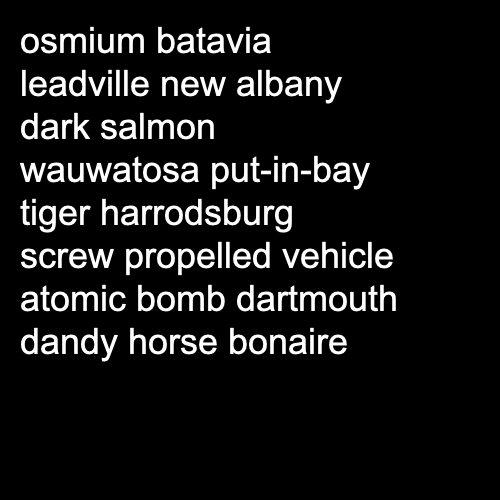 osmium batavia
leadville new albany
dark salmon
wauwatosa put-in-bay
tiger harrodsburg
screw propelled vehicle
atomic bomb dartmouth
dandy horse bonaire